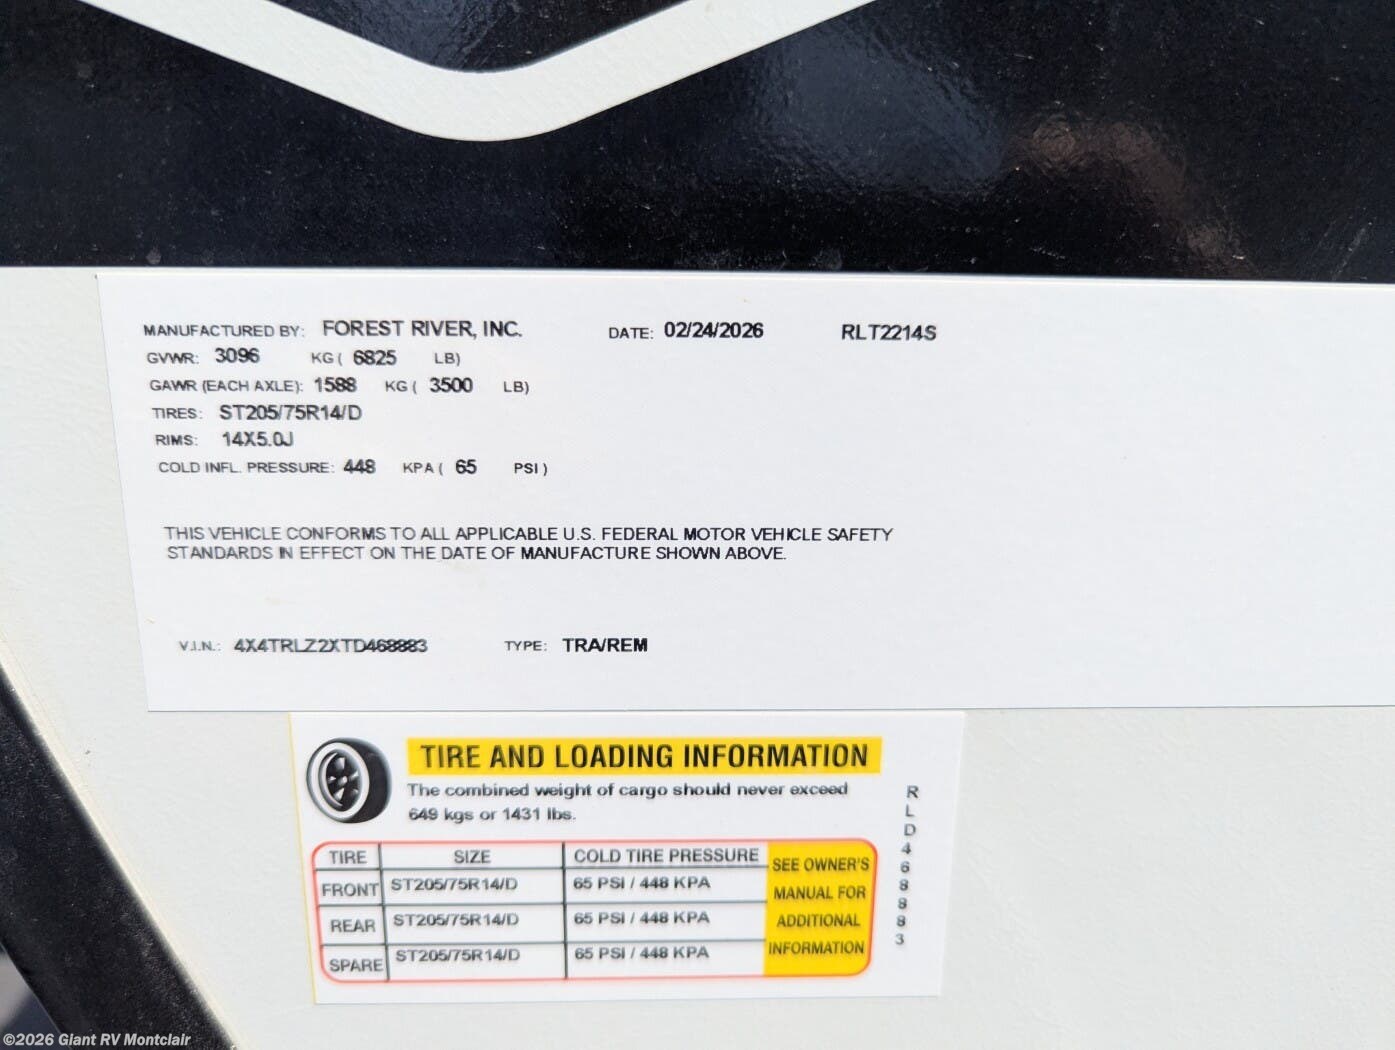 MANUFACTURED BY: FOREST RIVER, INC. DATE: 02/24/2026 RLT2214S
GVWR: 3096 KG ( 6825 LB)
GAWR (EACH AXLE): 1588 KG ( 3500 LB)
TIRES: ST205/75R14/D
RIMS: 14X5.0J
COLD INFL. PRESSURE: 448 KPA ( 65 PSI )
THIS VEHICLE CONFORMS TO ALL APPLICABLE U.S. FEDERAL MOTOR VEHICLE SAFETY
STANDARDS IN EFFECT ON THE DATE OF MANUFACTURE SHOWN ABOVE.
V.I.N.: 4X4TRLZ2XTD468883 TYPE: TRA/REM
TIRE AND LOADING INFORMATION
The combined weight of cargo should never exceed
649 kgs or 1431 lbs.
TIRE SIZE COLD TIRE PRESSURE
FRONT ST205/75R14/D 65 PSI / 448 KPA
REAR ST205/75R14/D 65 PSI / 448 KPA
SPARE ST205/75R14/D 65 PSI / 448 KPA
SEE OWNER'S
MANUAL FOR
ADDITIONAL
INFORMATION
RLD468883
©2026 Giant RV Montclair